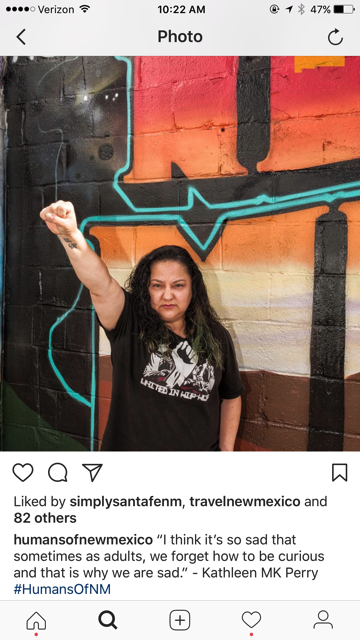 Verizon 10:22 AM 47%
Photo
UNITED IN HIP-HOP
Liked by simplysantafenm, travelnewmexico and
82 others
humansofnewmexico “I think it’s so sad that
sometimes as adults, we forget how to be curious
and that is why we are sad.” - Kathleen MK Perry
#HumansOfNM